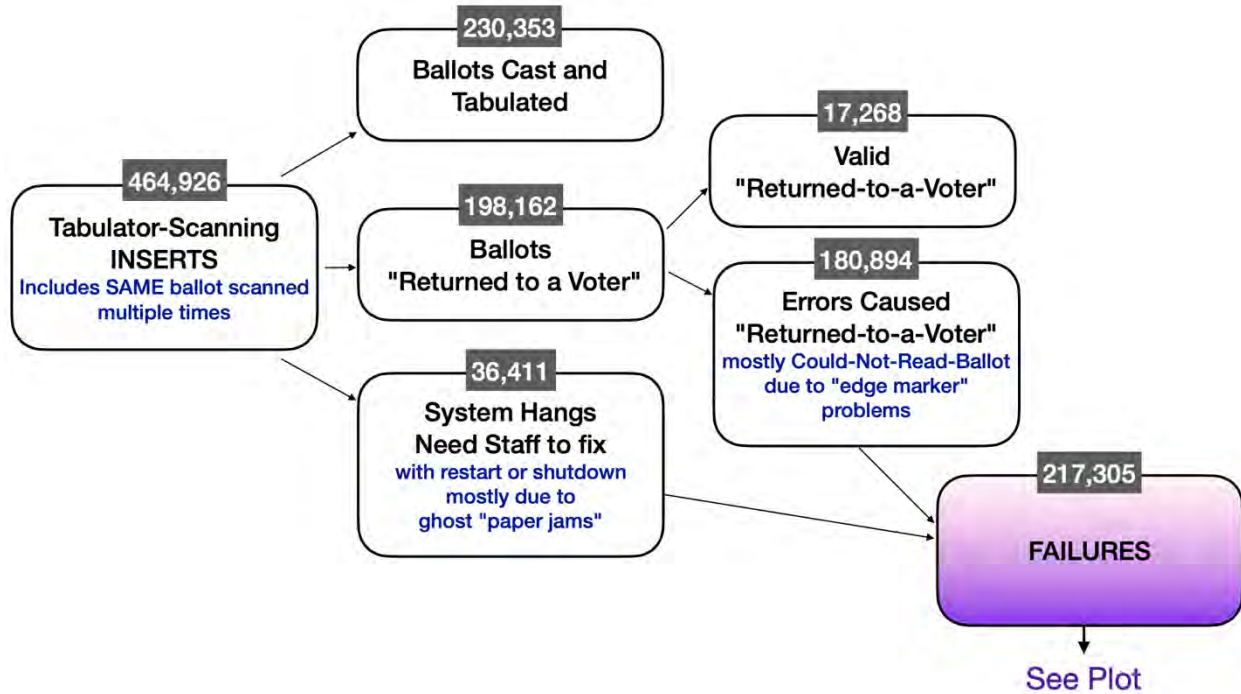 230,353
Ballots Cast and
Tabulated
464,926
Tabulator-Scanning
INSERTS
Includes SAME ballot scanned
multiple times
198,162
Ballots
"Returned to a Voter"
17,268
Valid
"Returned-to-a-Voter"
180,894
Errors Caused
"Returned-to-a-Voter"
mostly Could-Not-Read-Ballot
due to "edge marker"
problems
36,411
System Hangs
Need Staff to fix
with restart or shutdown
mostly due to
ghost "paper jams"
217,305
FAILURES
See Plot